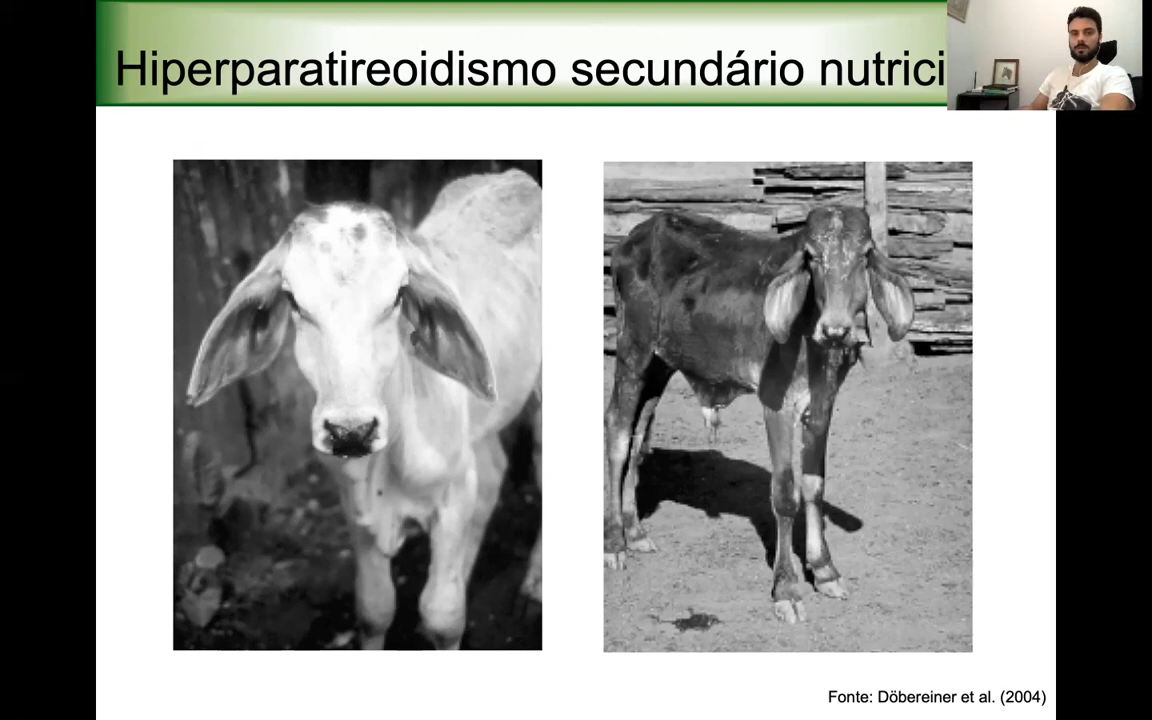 Hiperparatireoidismo secundário nutrici
Fonte: Döbereiner et al. (2004)